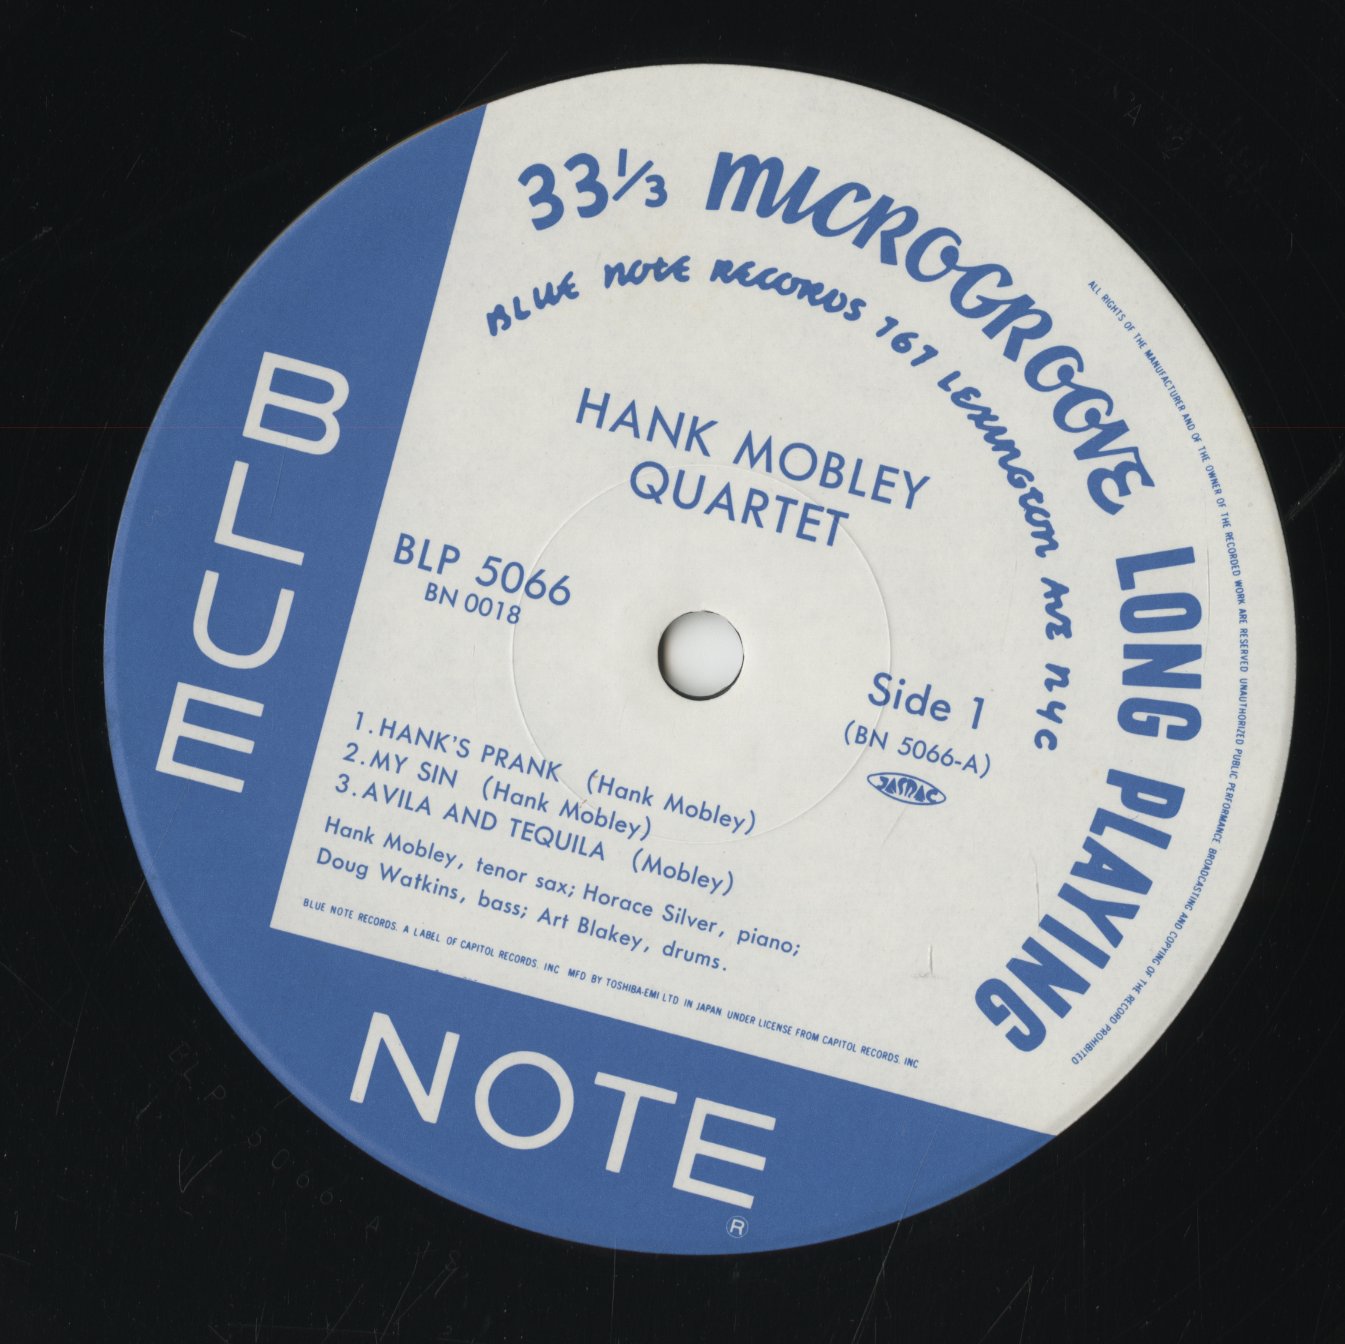 33⅓ MICROGROOVE LONG PLAYING
BLUE NOTE RECORDS 767 LEXINGTON AVE NYC
ALL RIGHTS OF THE MANUFACTURER AND OF THE OWNER OF THE RECORDED WORK ARE RESERVED UNAUTHORIZED PUBLIC PERFORMANCE BROADCASTING AND COPYING OF THE RECORD PROHIBITED
HANK MOBLEY
QUARTET
BLP 5066
BN 0018
Side 1
(BN 5066-A)
JASRAC
1. HANK'S PRANK (Hank Mobley)
2. MY SIN (Hank Mobley)
3. AVILA AND TEQUILA (Mobley)
Hank Mobley, tenor sax; Horace Silver, piano;
Doug Watkins, bass; Art Blakey, drums.
BLUE NOTE RECORDS. A LABEL OF CAPITOL RECORDS. INC MFD BY TOSHIBA-EMI LTD IN JAPAN UNDER LICENSE FROM CAPITOL RECORDS. INC
BLUE
NOTE
®
BLP 5066 A